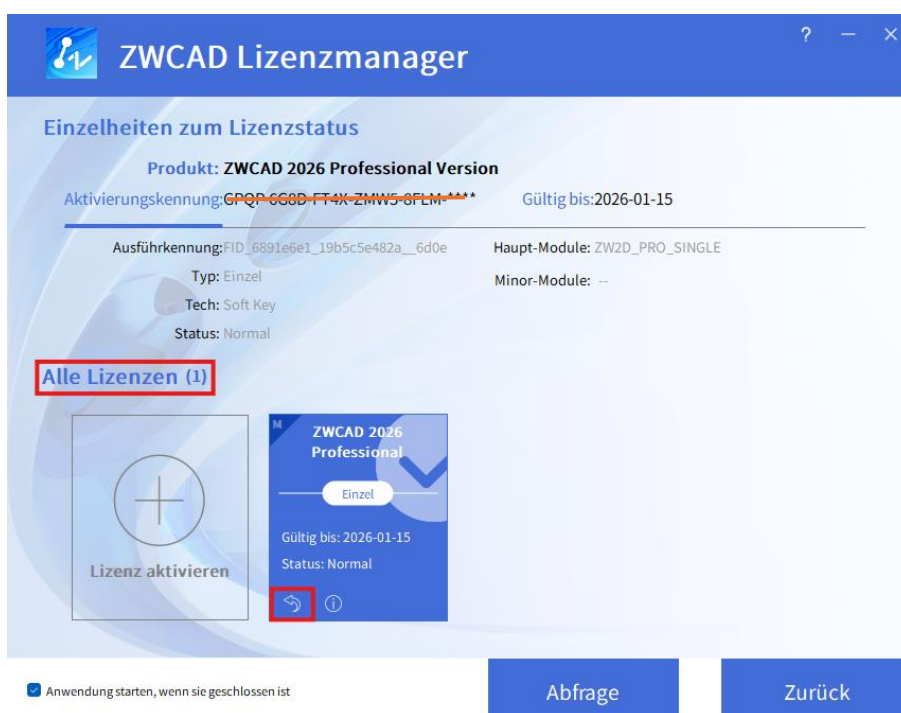 ZWCAD Lizenzmanager
?
Einzelheiten zum Lizenzstatus
Produkt: ZWCAD 2026 Professional Version
Aktivierungskennung: Gültig bis:2026-01-15
Ausführkennung:FID_6891e6e1_19b5c5e482a__6d0e Haupt-Module: ZW2D_PRO_SINGLE
Typ: Einzel Minor-Module: --
Tech: Soft Key
Status: Normal
Alle Lizenzen (1)
M
ZWCAD 2026
Professional
Einzel
Gültig bis: 2026-01-15
Status: Normal
Lizenz aktivieren
Anwendung starten, wenn sie geschlossen ist
Abfrage
Zurück